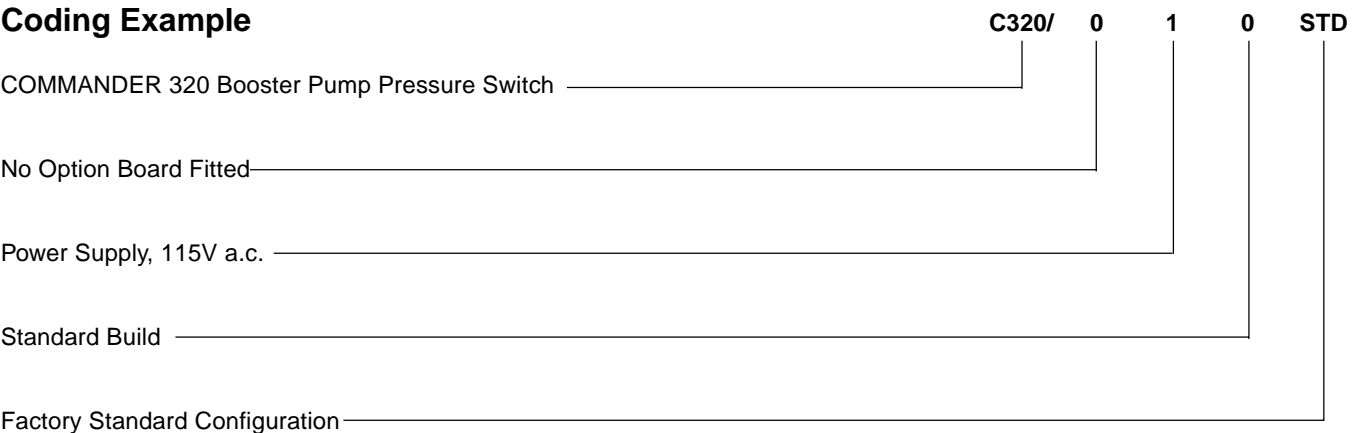 Coding Example C320/ 0 1 0 STD
COMMANDER 320 Booster Pump Pressure Switch
No Option Board Fitted
Power Supply, 115V a.c.
Standard Build
Factory Standard Configuration